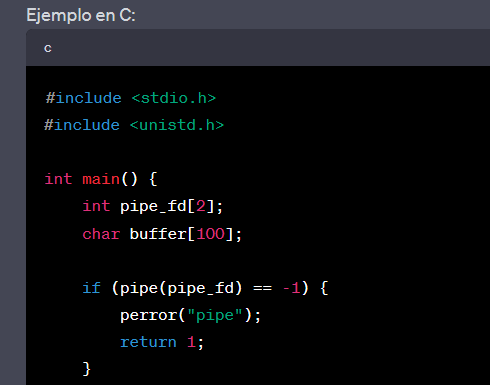 Ejemplo en C:
c
#include <stdio.h>
#include <unistd.h>
int main() {
int pipe_fd[2];
char buffer[100];
if (pipe(pipe_fd) == -1) {
perror("pipe");
return 1;
}